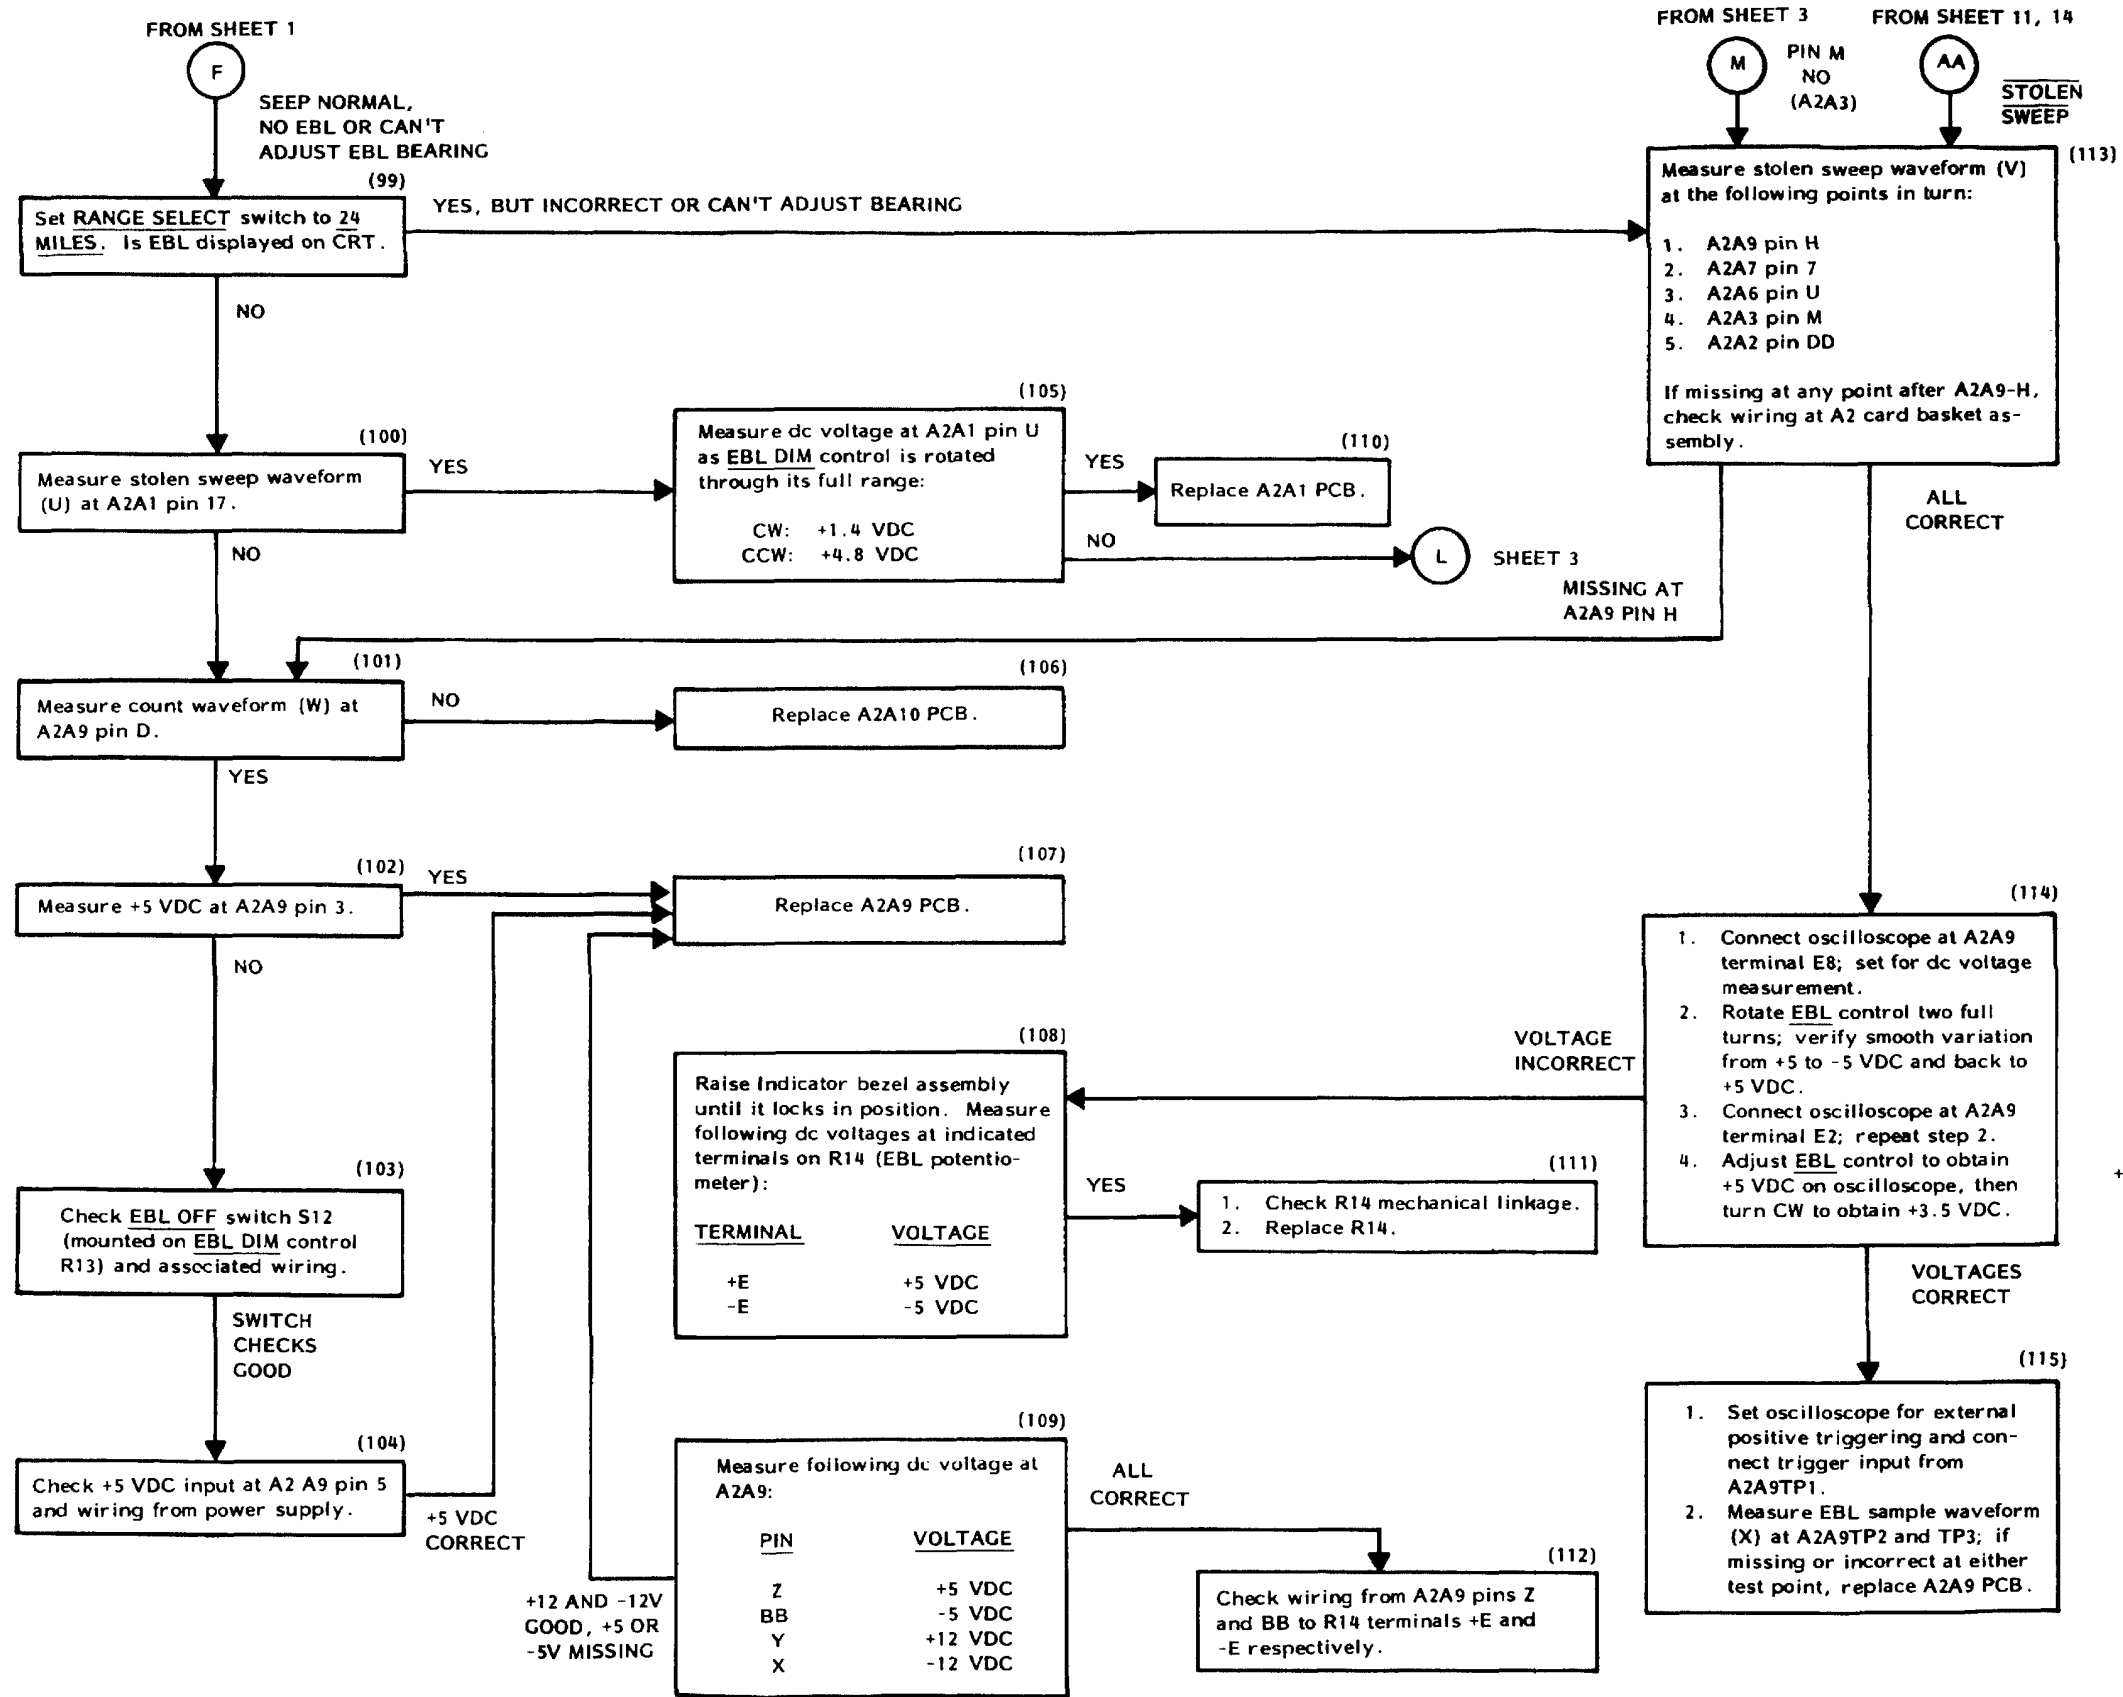 FROM SHEET 1
F
SEEP NORMAL,
NO EBL OR CAN'T
ADJUST EBL BEARING
(99)
Set RANGE SELECT switch to 24
MILES. Is EBL displayed on CRT.
YES, BUT INCORRECT OR CAN'T ADJUST BEARING
NO
(100)
Measure stolen sweep waveform
(U) at A2A1 pin 17.
YES
NO
(105)
Measure dc voltage at A2A1 pin U
as EBL DIM control is rotated
through its full range:
CW: +1.4 VDC
CCW: +4.8 VDC
YES
(110)
Replace A2A1 PCB.
NO
L
SHEET 3
FROM SHEET 3
M
PIN M
NO
(A2A3)
FROM SHEET 11, 14
AA
STOLEN
SWEEP
(113)
Measure stolen sweep waveform (V)
at the following points in turn:
1. A2A9 pin H
2. A2A7 pin 7
3. A2A6 pin U
4. A2A3 pin M
5. A2A2 pin DD
If missing at any point after A2A9-H,
check wiring at A2 card basket as-
sembly.
ALL
CORRECT
MISSING AT
A2A9 PIN H
(101)
Measure count waveform (W) at
A2A9 pin D.
NO
(106)
Replace A2A10 PCB.
YES
(102)
Measure +5 VDC at A2A9 pin 3.
YES
(107)
Replace A2A9 PCB.
NO
(103)
Check EBL OFF switch S12
(mounted on EBL DIM control
R13) and associated wiring.
SWITCH
CHECKS
GOOD
(104)
Check +5 VDC input at A2 A9 pin 5
and wiring from power supply.
+5 VDC
CORRECT
(108)
Raise Indicator bezel assembly
until it locks in position. Measure
following dc voltages at indicated
terminals on R14 (EBL potentio-
meter):
TERMINAL VOLTAGE
+E +5 VDC
-E -5 VDC
YES
(111)
1. Check R14 mechanical linkage.
2. Replace R14.
(109)
Measure following dc voltage at
A2A9:
PIN VOLTAGE
Z +5 VDC
BB -5 VDC
Y +12 VDC
X -12 VDC
+12 AND -12V
GOOD, +5 OR
-5V MISSING
ALL
CORRECT
(112)
Check wiring from A2A9 pins Z
and BB to R14 terminals +E and
-E respectively.
(114)
1. Connect oscilloscope at A2A9
terminal E8; set for dc voltage
measurement.
2. Rotate EBL control two full
turns; verify smooth variation
from +5 to -5 VDC and back to
+5 VDC.
3. Connect oscilloscope at A2A9
terminal E2; repeat step 2.
4. Adjust EBL control to obtain
+5 VDC on oscilloscope, then
turn CW to obtain +3.5 VDC.
VOLTAGE
INCORRECT
VOLTAGES
CORRECT
(115)
1. Set oscilloscope for external
positive triggering and con-
nect trigger input from
A2A9TP1.
2. Measure EBL sample waveform
(X) at A2A9TP2 and TP3; if
missing or incorrect at either
test point, replace A2A9 PCB.
+